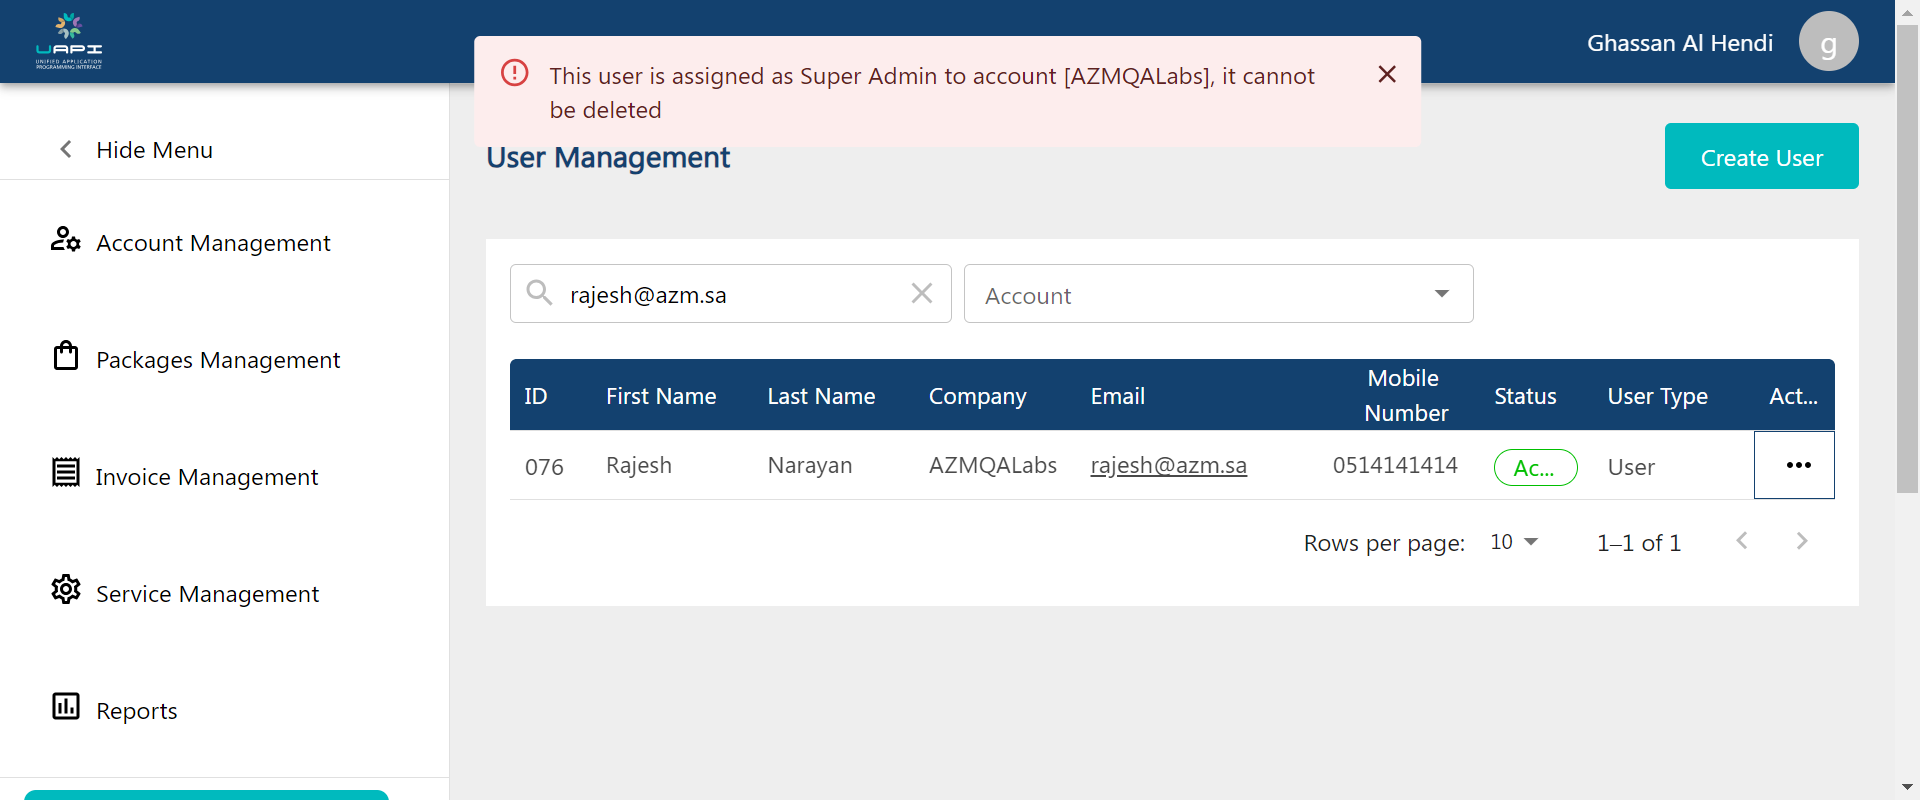 UAPI
UNIFIED APPLICATION
PROGRAMMING INTERFACE
Ghassan Al Hendi
g
This user is assigned as Super Admin to account [AZMQALabs], it cannot
be deleted
Hide Menu
Account Management
Packages Management
Invoice Management
Service Management
Reports
User Management
Create User
rajesh@azm.sa
Account
ID First Name Last Name Company Email Mobile Number Status User Type Act...
076 Rajesh Narayan AZMQALabs rajesh@azm.sa 0514141414 Ac... User
Rows per page: 10 1–1 of 1